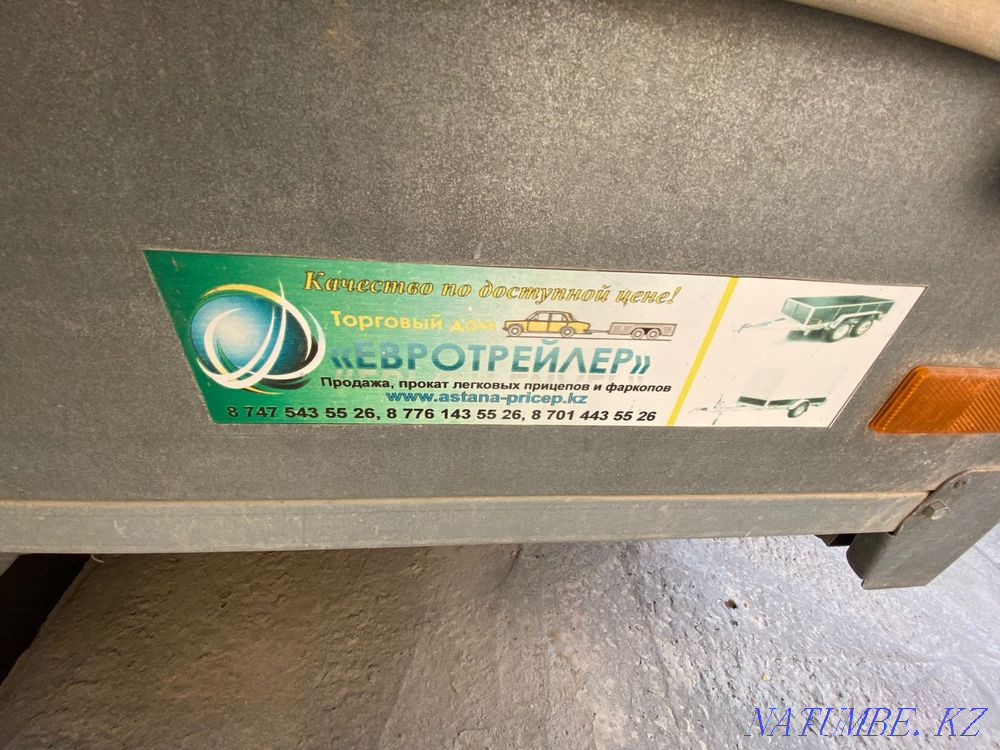 Качество по доступной цене!
Торговый дом
«ЕВРОТРЕЙЛЕР»
Продажа, прокат легковых прицепов и фаркопов
www.astana-pricep.kz
8 747 543 55 26, 8 776 143 55 26, 8 701 443 55 26
NATUMBE. KZ